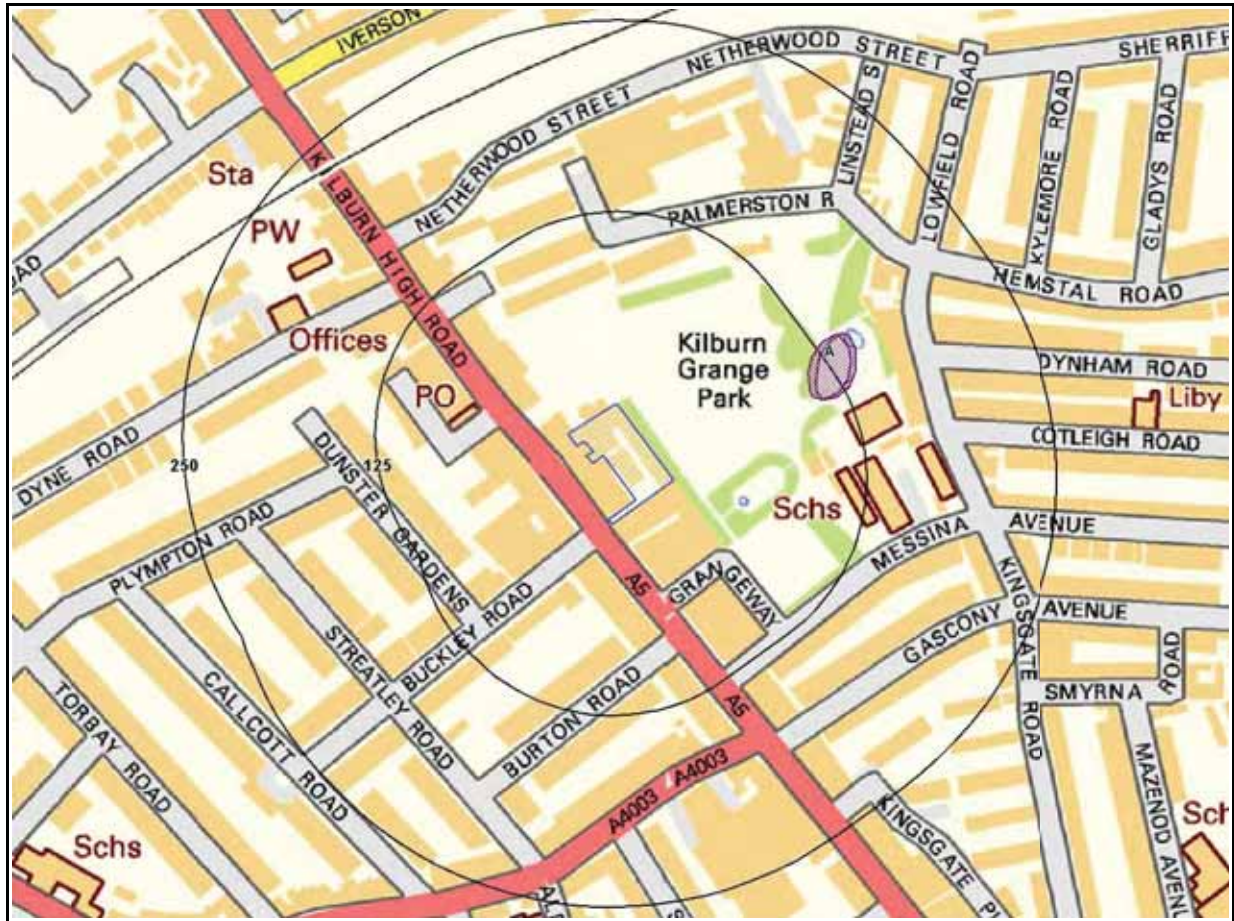 IVERSON
NETHERWOOD STREET
SHERRIFF
Sta
K LBURN HIGH ROAD
NETHERWOOD STREET
LINSTEAD S
LOWFIELD ROAD
KYLEMORE ROAD
GLADYS ROAD
PW
PALMERSTON R
HEMSTAL ROAD
OAD
Offices
Kilburn
Grange
Park
A
DYNHAM ROAD
PO
Liby
COTLEIGH ROAD
DYNE ROAD
250
125
DUNSTER GARDENS
Schs
PLYMPTON ROAD
MESSINA
AVENUE
A5
GRANGEWAY
KINGSGATE ROAD
GASCONY
AVENUE
STREATLEY ROAD
BUCKLEY ROAD
ROAD
SMYRNA
CALLCOTT ROAD
BURTON ROAD
A5
TORBAY ROAD
MAZENOD AVEN
A4003
A4003
KINGSGATE PL
Schs
Sch